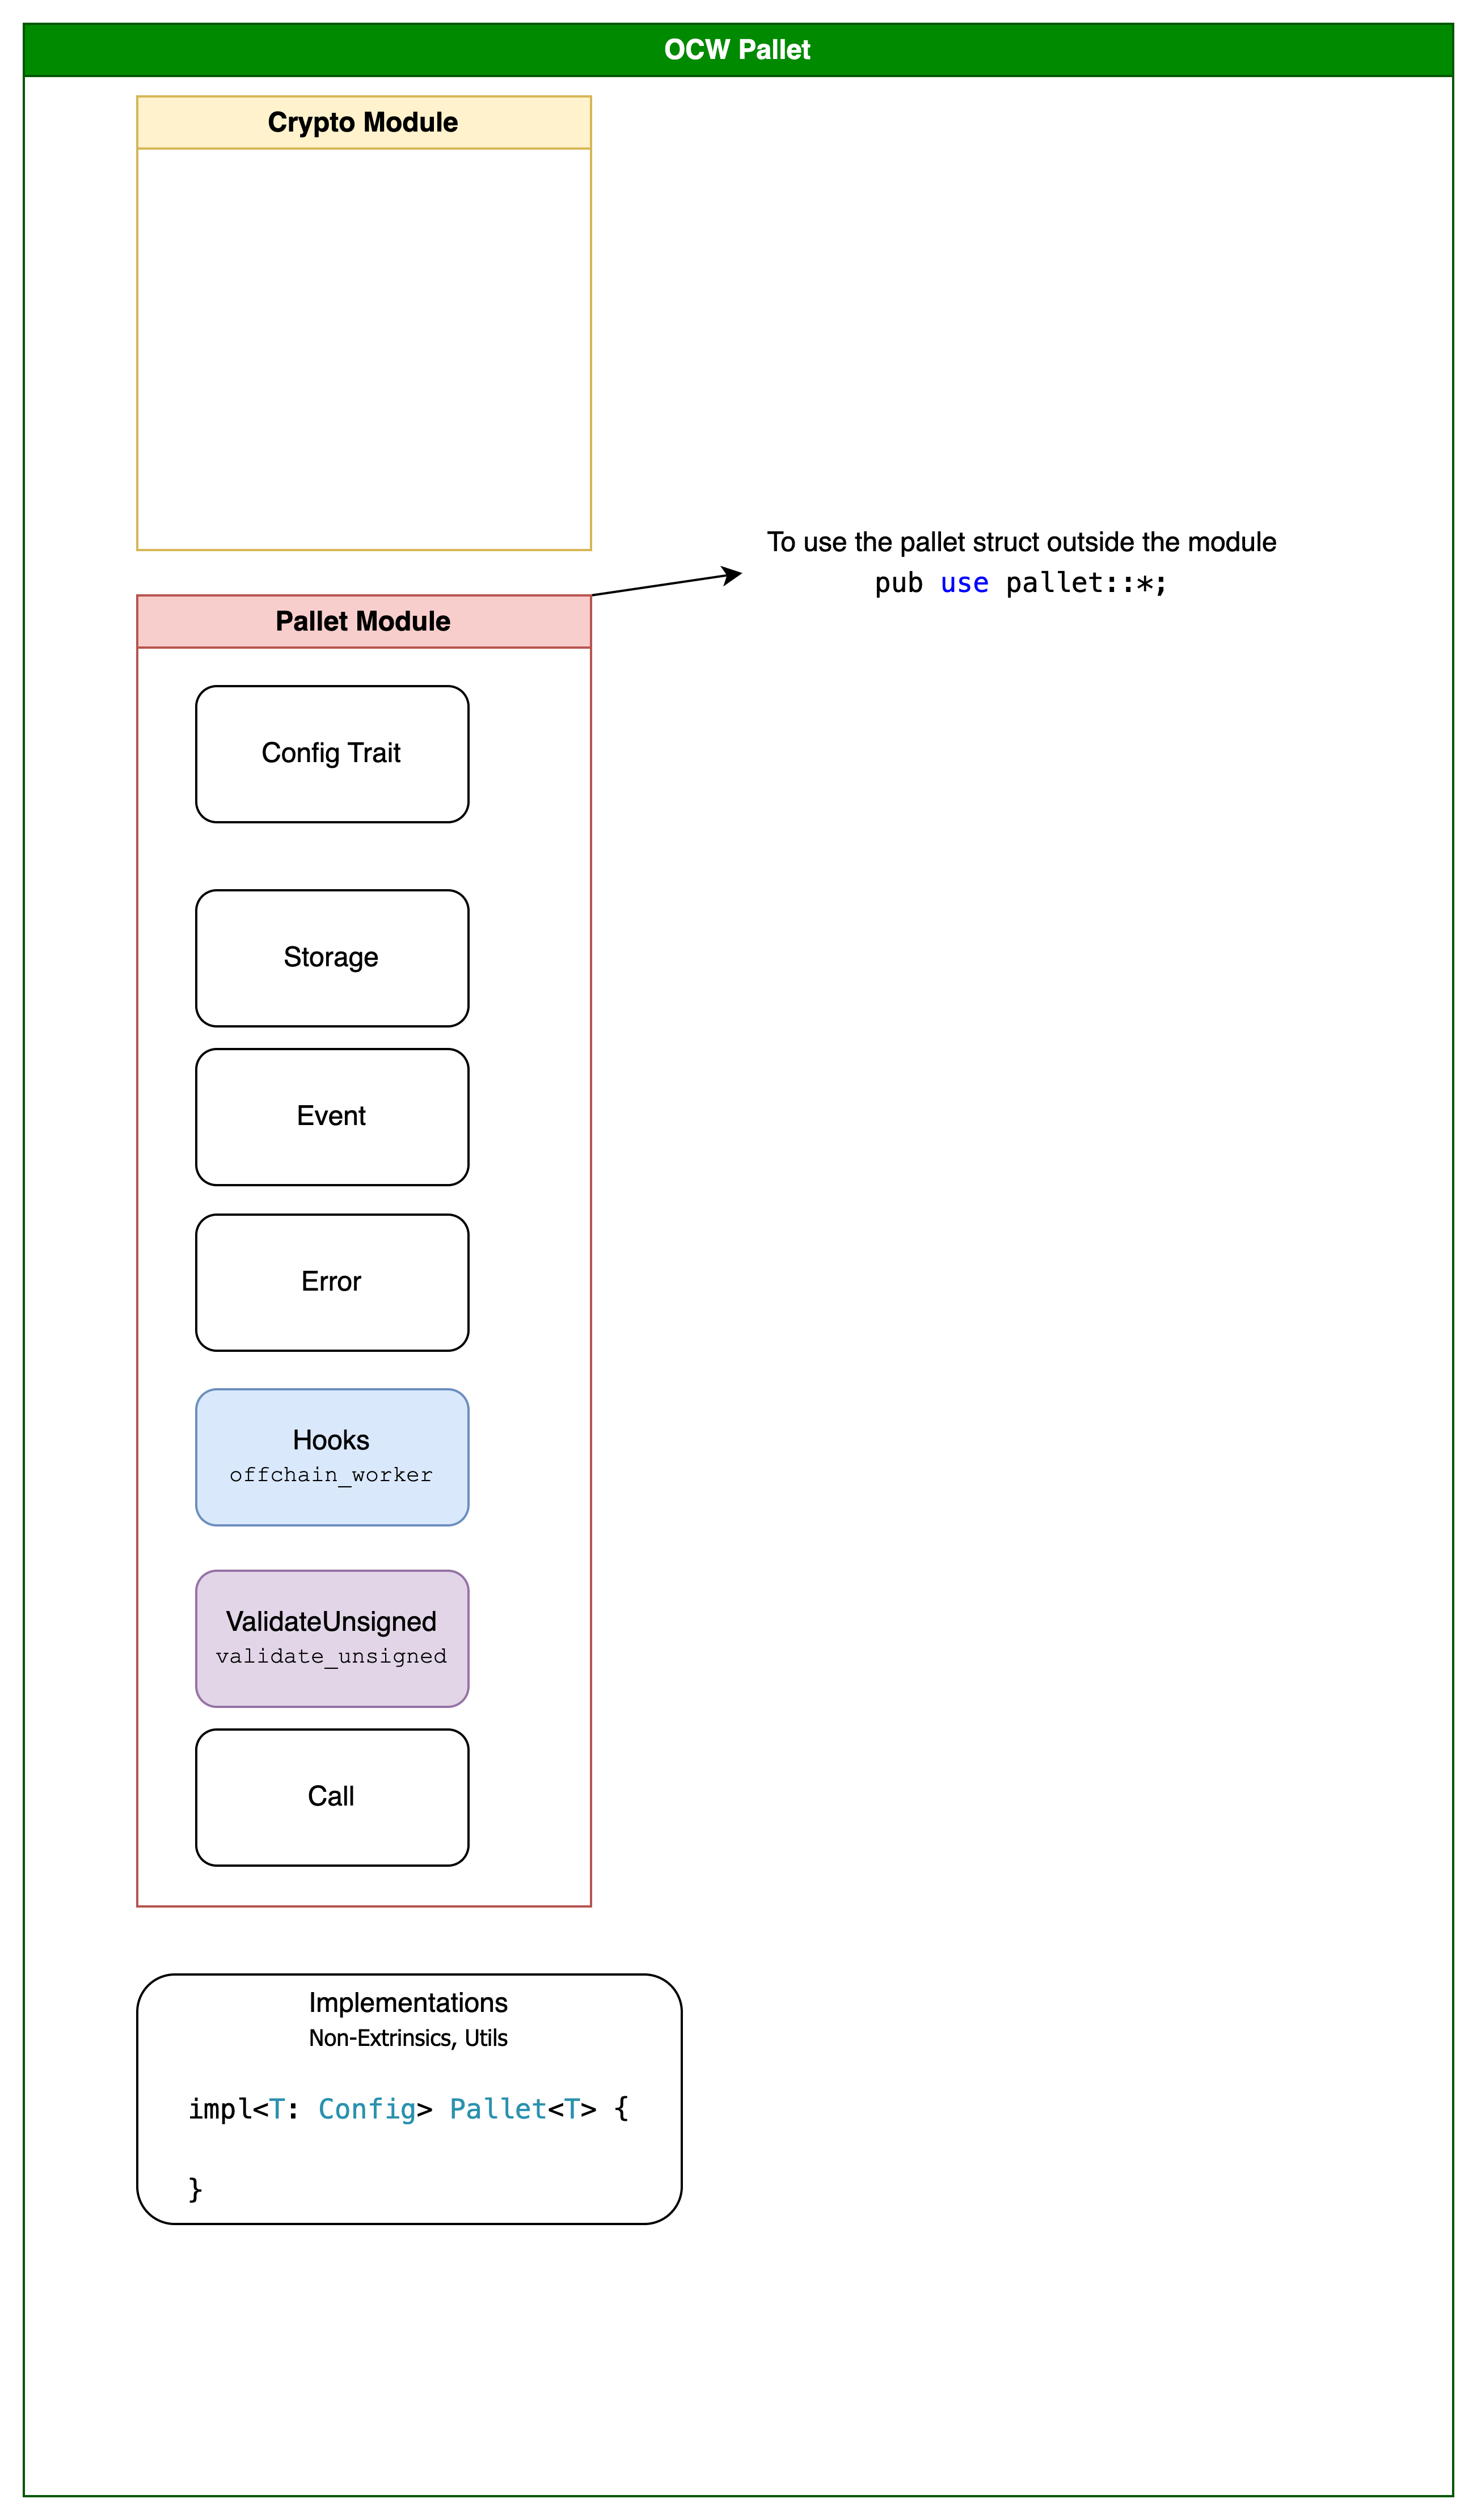 OCW Pallet
Crypto Module
To use the pallet struct outside the module
pub use pallet::*;
Pallet Module
Config Trait
Storage
Event
Error
Hooks
offchain_worker
ValidateUnsigned
validate_unsigned
Call
Implementations
Non-Extrinsics, Utils
impl<T: Config> Pallet<T> {
}